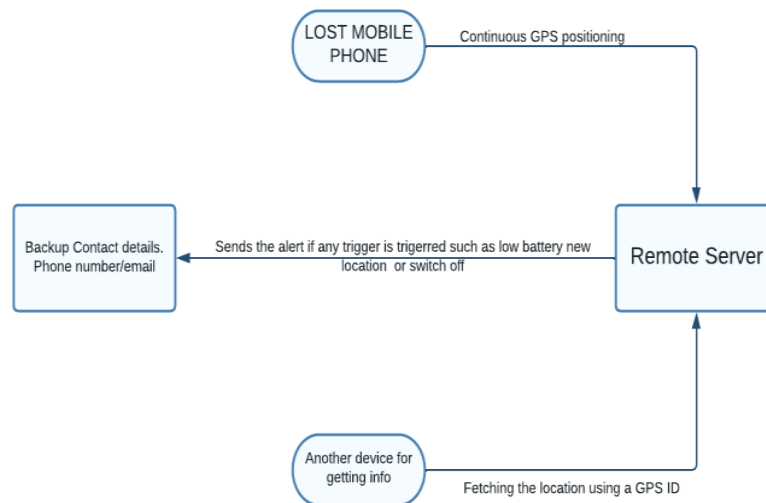 LOST MOBILE
PHONE
Continuous GPS positioning
Backup Contact details.
Phone number/email
Sends the alert if any trigger is trigerred such as low battery new
location or switch off
Remote Server
Another device for
getting info
Fetching the location using a GPS ID